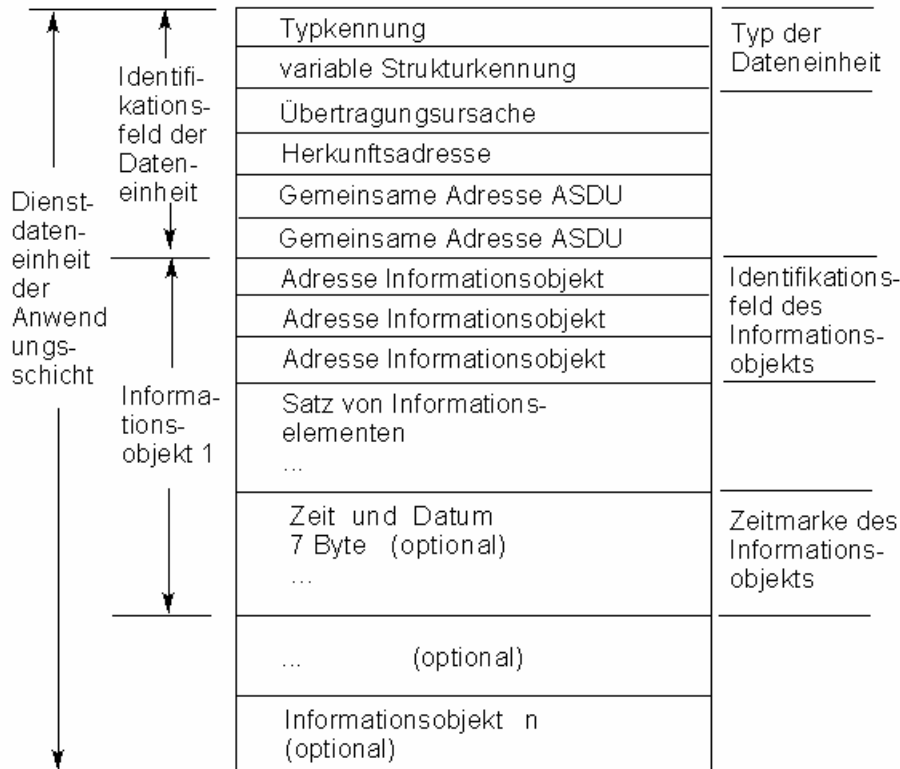 Dienst-
daten-
einheit
der
Anwend
ungs-
schicht
Identifi-
kations-
feld der
Daten-
einheit
Informa-
tions-
objekt 1
Typkennung
variable Strukturkennung
Übertragungsursache
Herkunftsadresse
Gemeinsame Adresse ASDU
Gemeinsame Adresse ASDU
Adresse Informationsobjekt
Adresse Informationsobjekt
Adresse Informationsobjekt
Satz von Informations-
elementen
...
Zeit und Datum
7 Byte (optional)
...
... (optional)
Informationsobjekt n
(optional)
Typ der
Dateneinheit
Identifikations-
feld des
Informations-
objekts
Zeitmarke des
Informations-
objekts